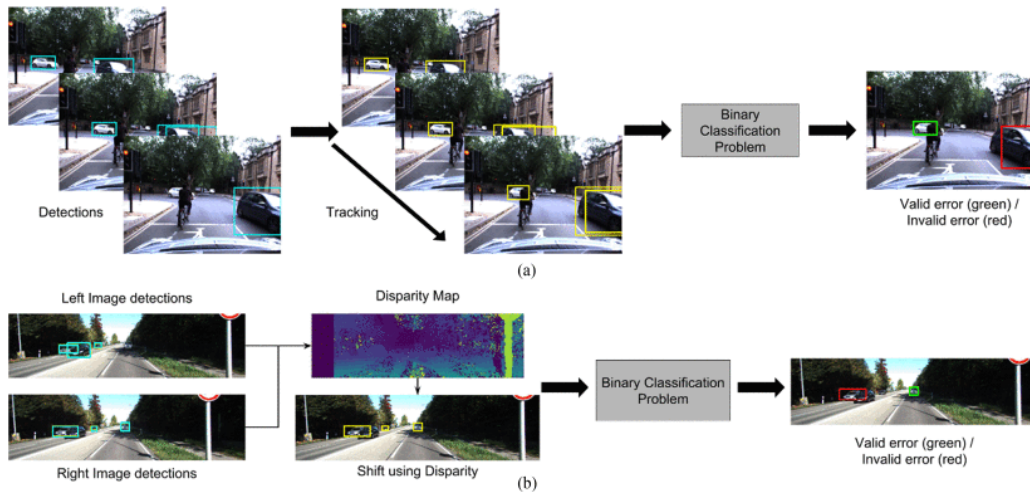 Detections
Tracking
Binary
Classification
Problem
Valid error (green) /
Invalid error (red)
(a)
Left Image detections
Disparity Map
Right Image detections
Shift using Disparity
Binary Classification
Problem
Valid error (green) /
Invalid error (red)
(b)